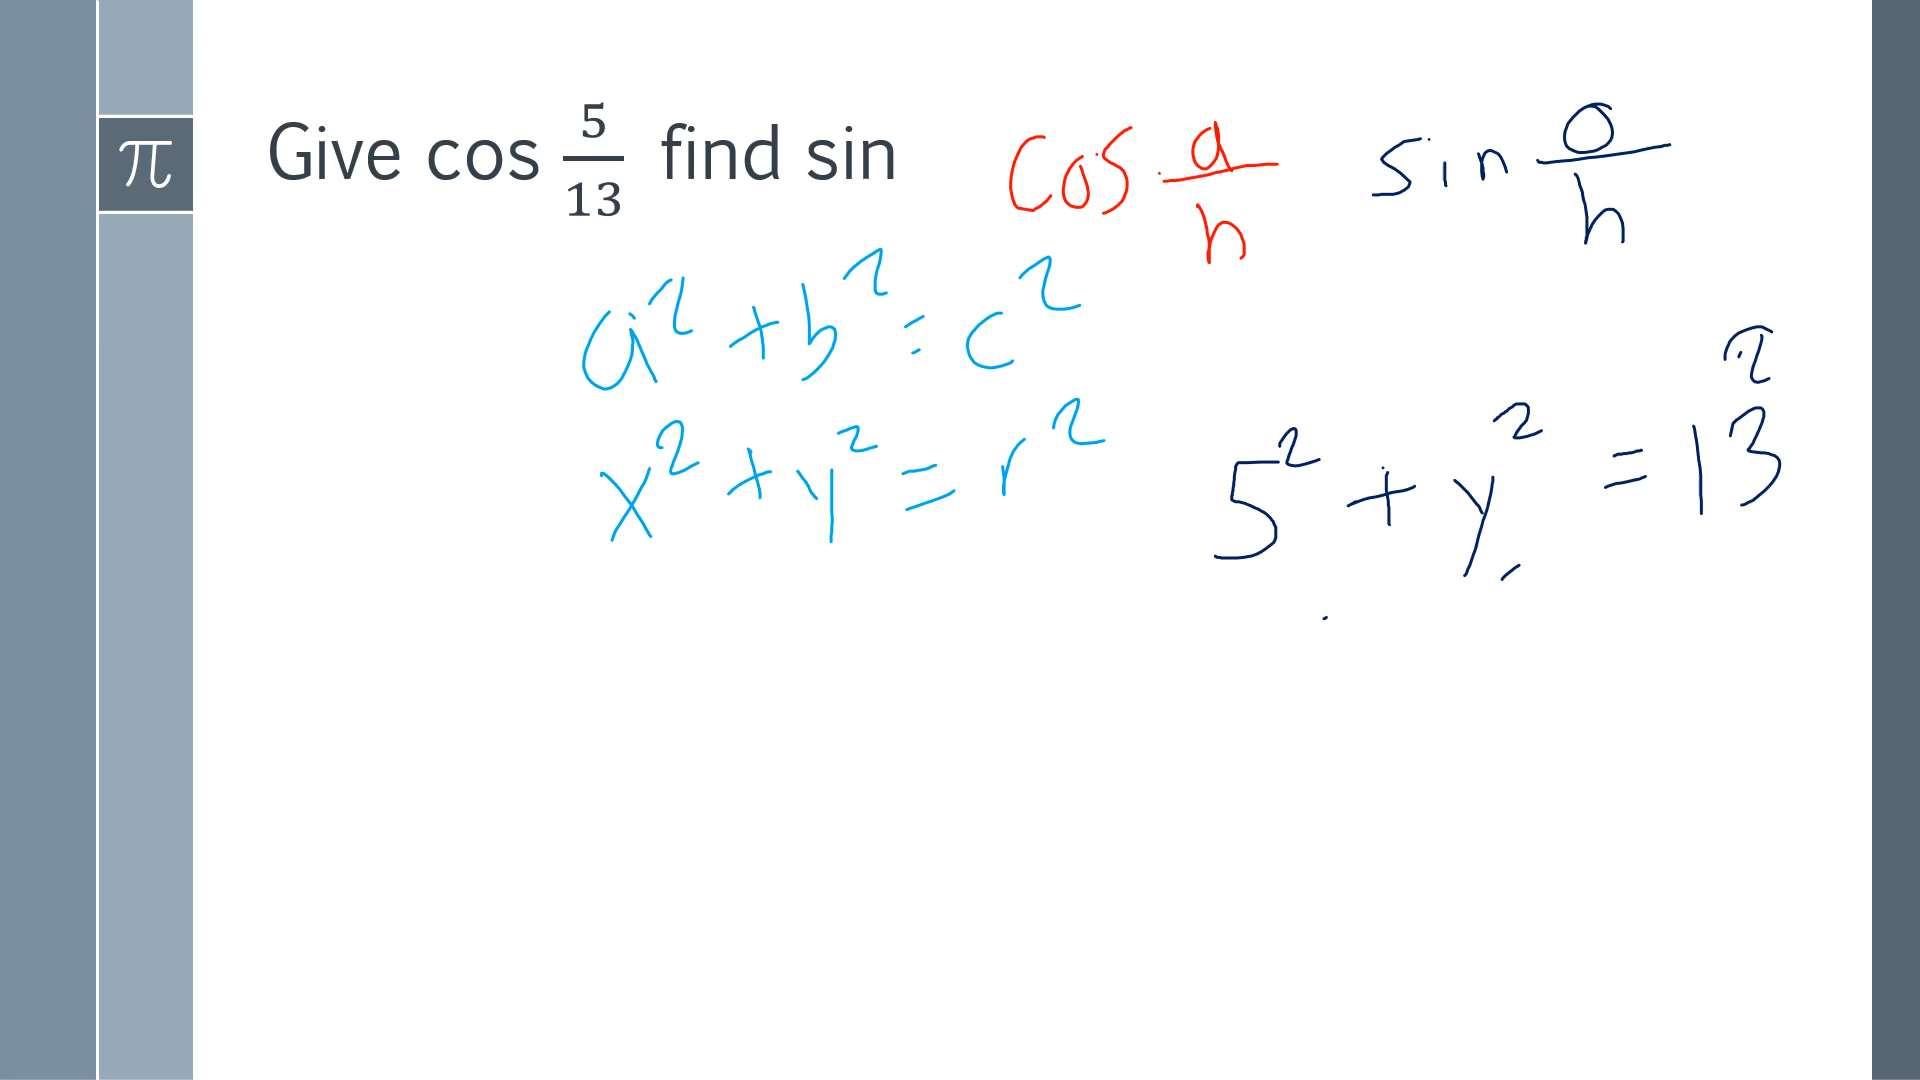 π
Give cos 5/13 find sin
cos a/h
sin o/h
a² + b² = c²
x² + y² = r²
5² + y² = 13²